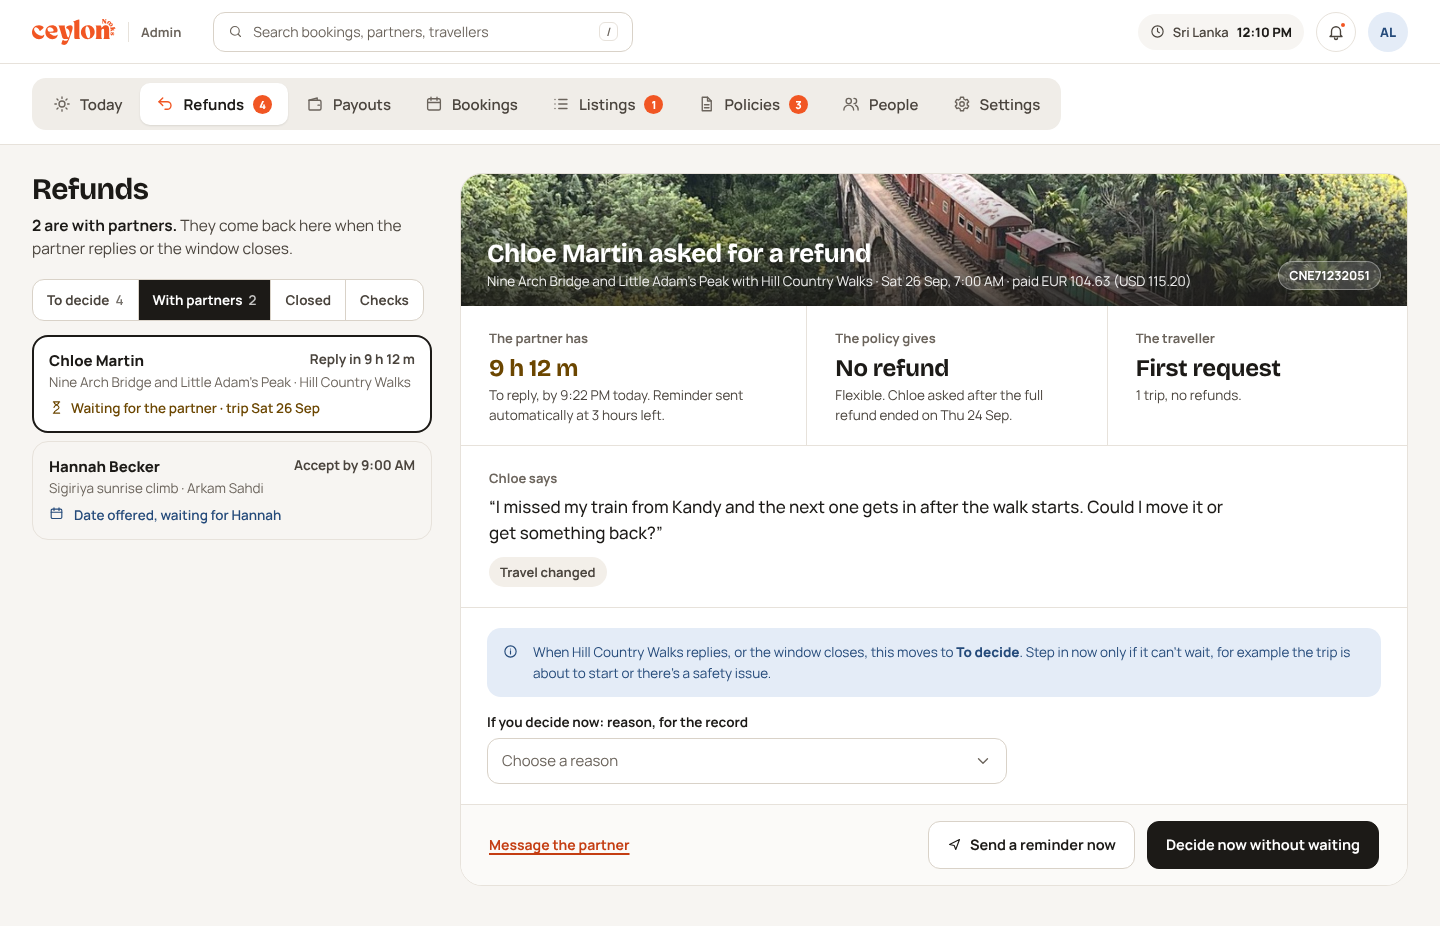 ceylon Admin
Search bookings, partners, travellers /
Sri Lanka 12:10 PM
AL
Today
Refunds 4
Payouts
Bookings
Listings 1
Policies 3
People
Settings
Refunds
2 are with partners. They come back here when the
partner replies or the window closes.
To decide 4
With partners 2
Closed
Checks
Chloe Martin Reply in 9 h 12 m
Nine Arch Bridge and Little Adam's Peak · Hill Country Walks
Waiting for the partner · trip Sat 26 Sep
Hannah Becker Accept by 9:00 AM
Sigiriya sunrise climb · Arkam Sahdi
Date offered, waiting for Hannah
Chloe Martin asked for a refund
Nine Arch Bridge and Little Adam's Peak with Hill Country Walks · Sat 26 Sep, 7:00 AM · paid EUR 104.63 (USD 115.20)
CNE71232051
The partner has
9 h 12 m
To reply, by 9:22 PM today. Reminder sent
automatically at 3 hours left.
The policy gives
No refund
Flexible. Chloe asked after the full
refund ended on Thu 24 Sep.
The traveller
First request
1 trip, no refunds.
Chloe says
“I missed my train from Kandy and the next one gets in after the walk starts. Could I move it or
get something back?”
Travel changed
When Hill Country Walks replies, or the window closes, this moves to To decide. Step in now only if it can't wait, for example the trip is
about to start or there's a safety issue.
If you decide now: reason, for the record
Choose a reason
Message the partner
Send a reminder now
Decide now without waiting